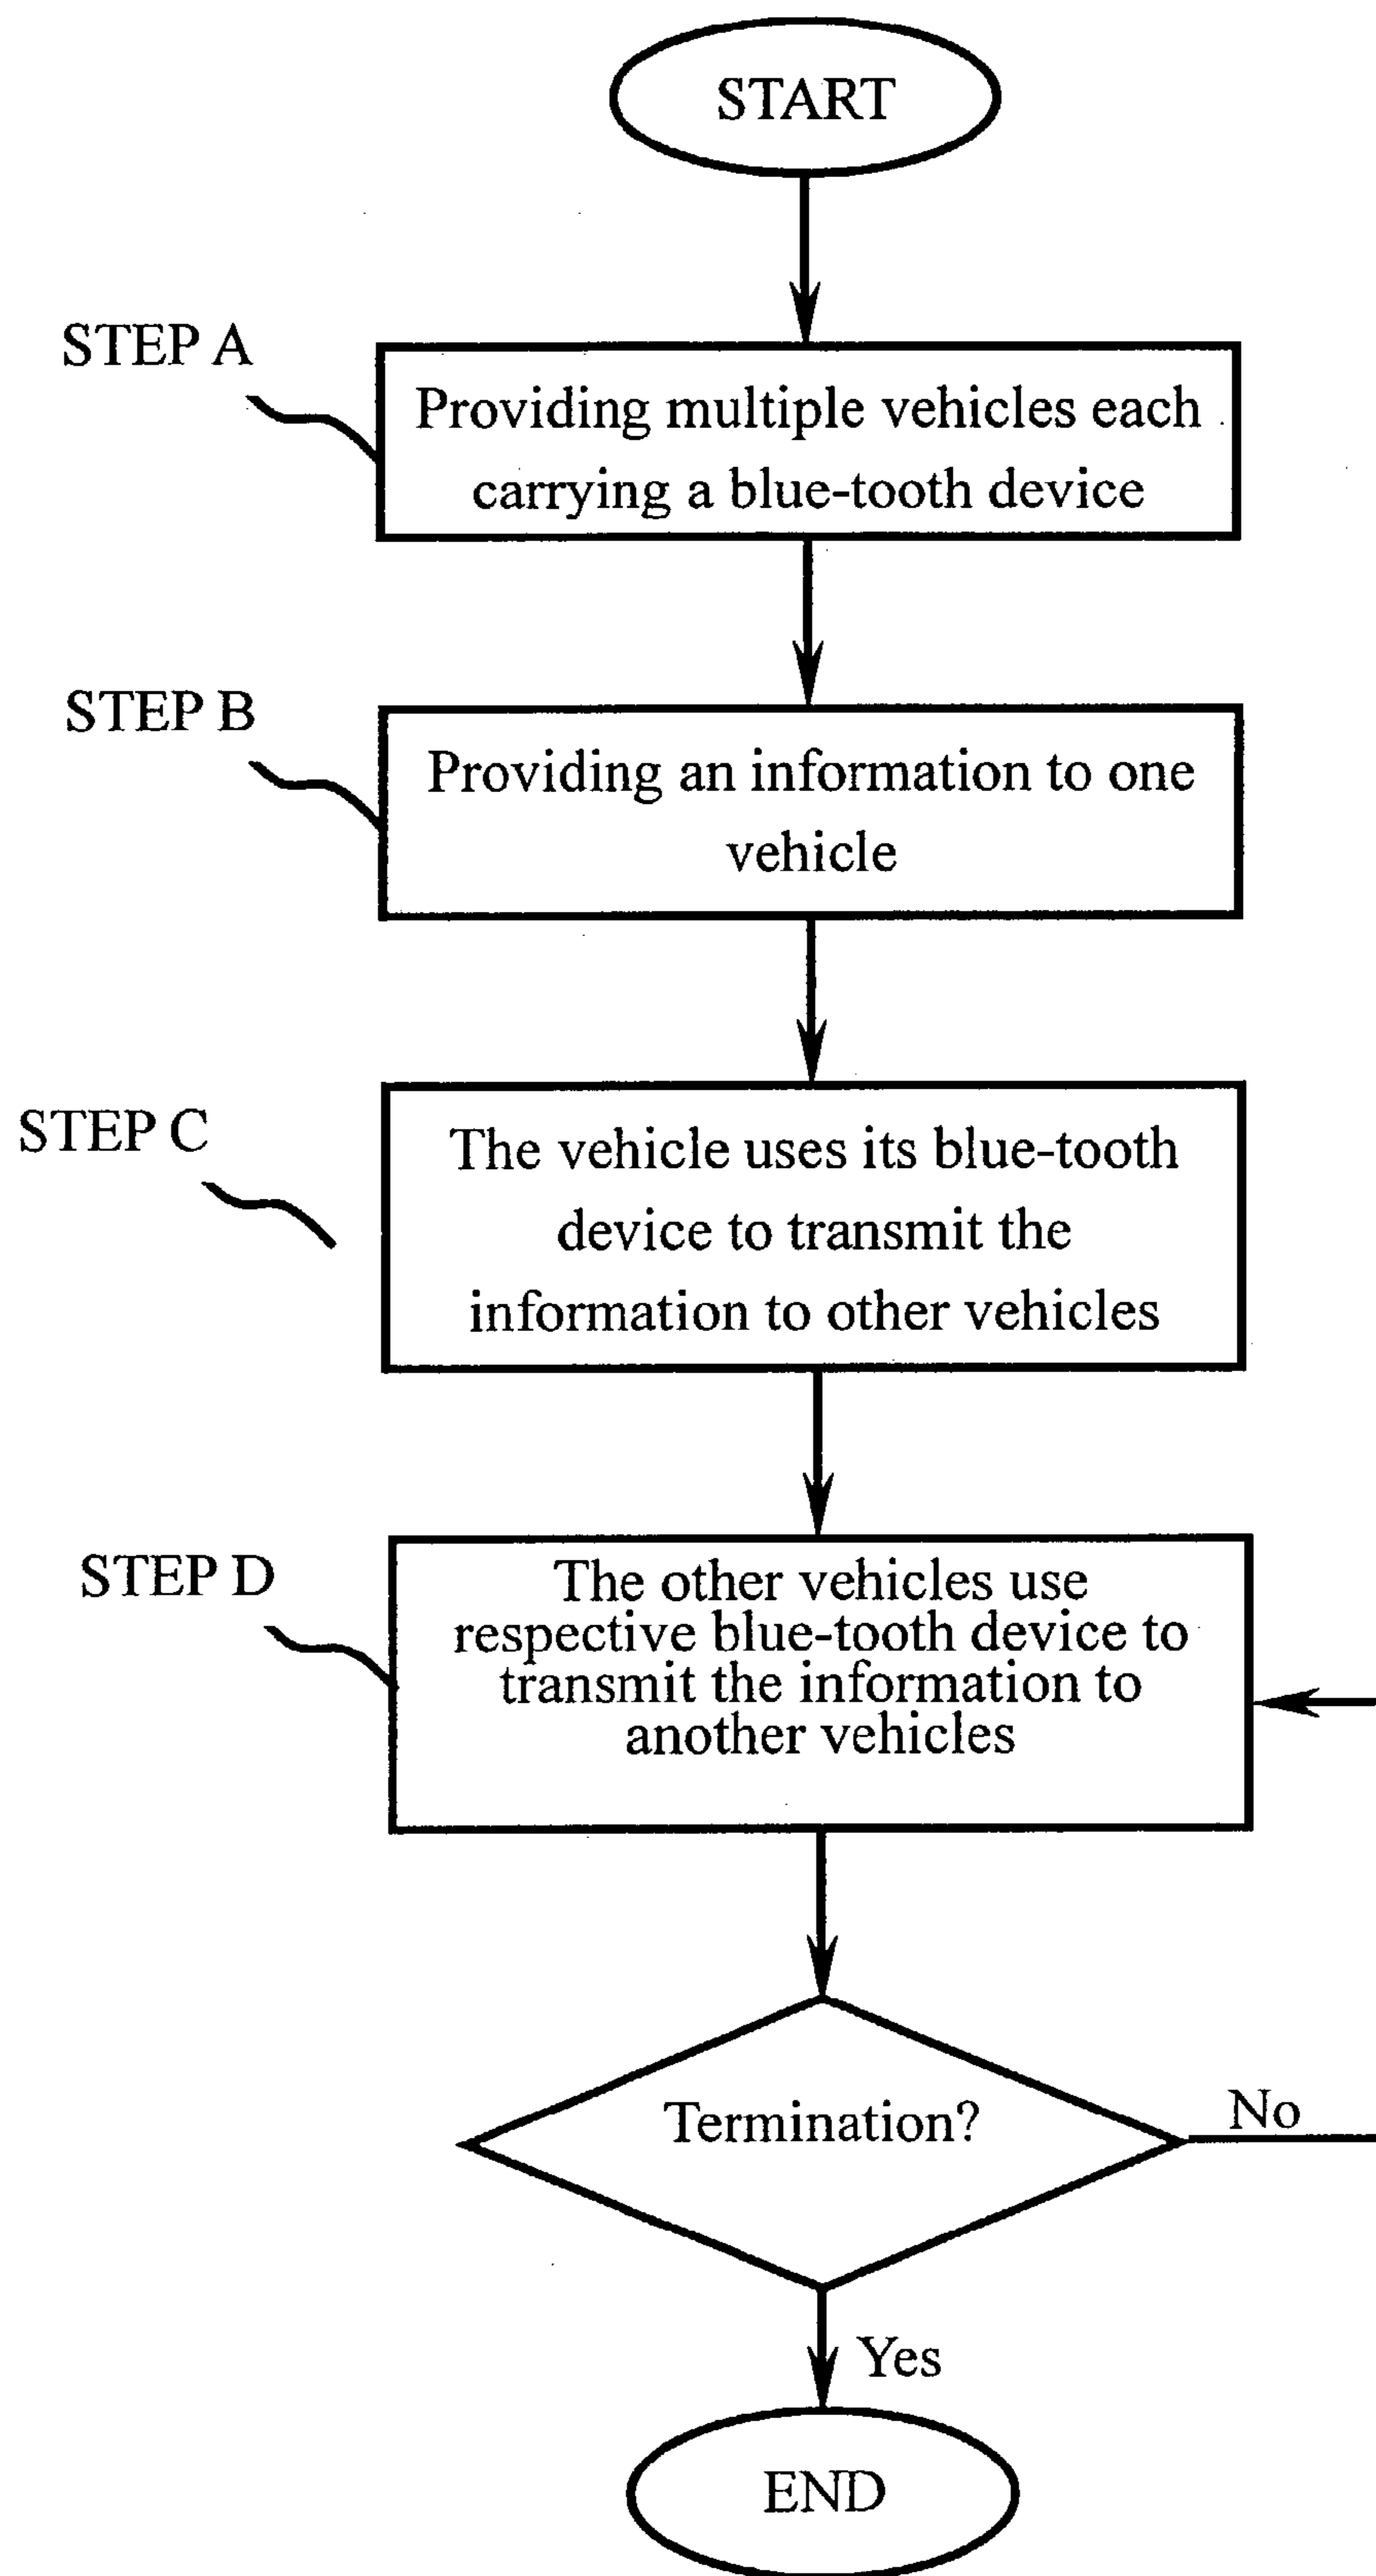 START
STEP A
Providing multiple vehicles each
carrying a blue-tooth device
STEP B
Providing an information to one
vehicle
STEP C
The vehicle uses its blue-tooth
device to transmit the
information to other vehicles
STEP D
The other vehicles use
respective blue-tooth device to
transmit the information to
another vehicles
Termination?
No
Yes
END